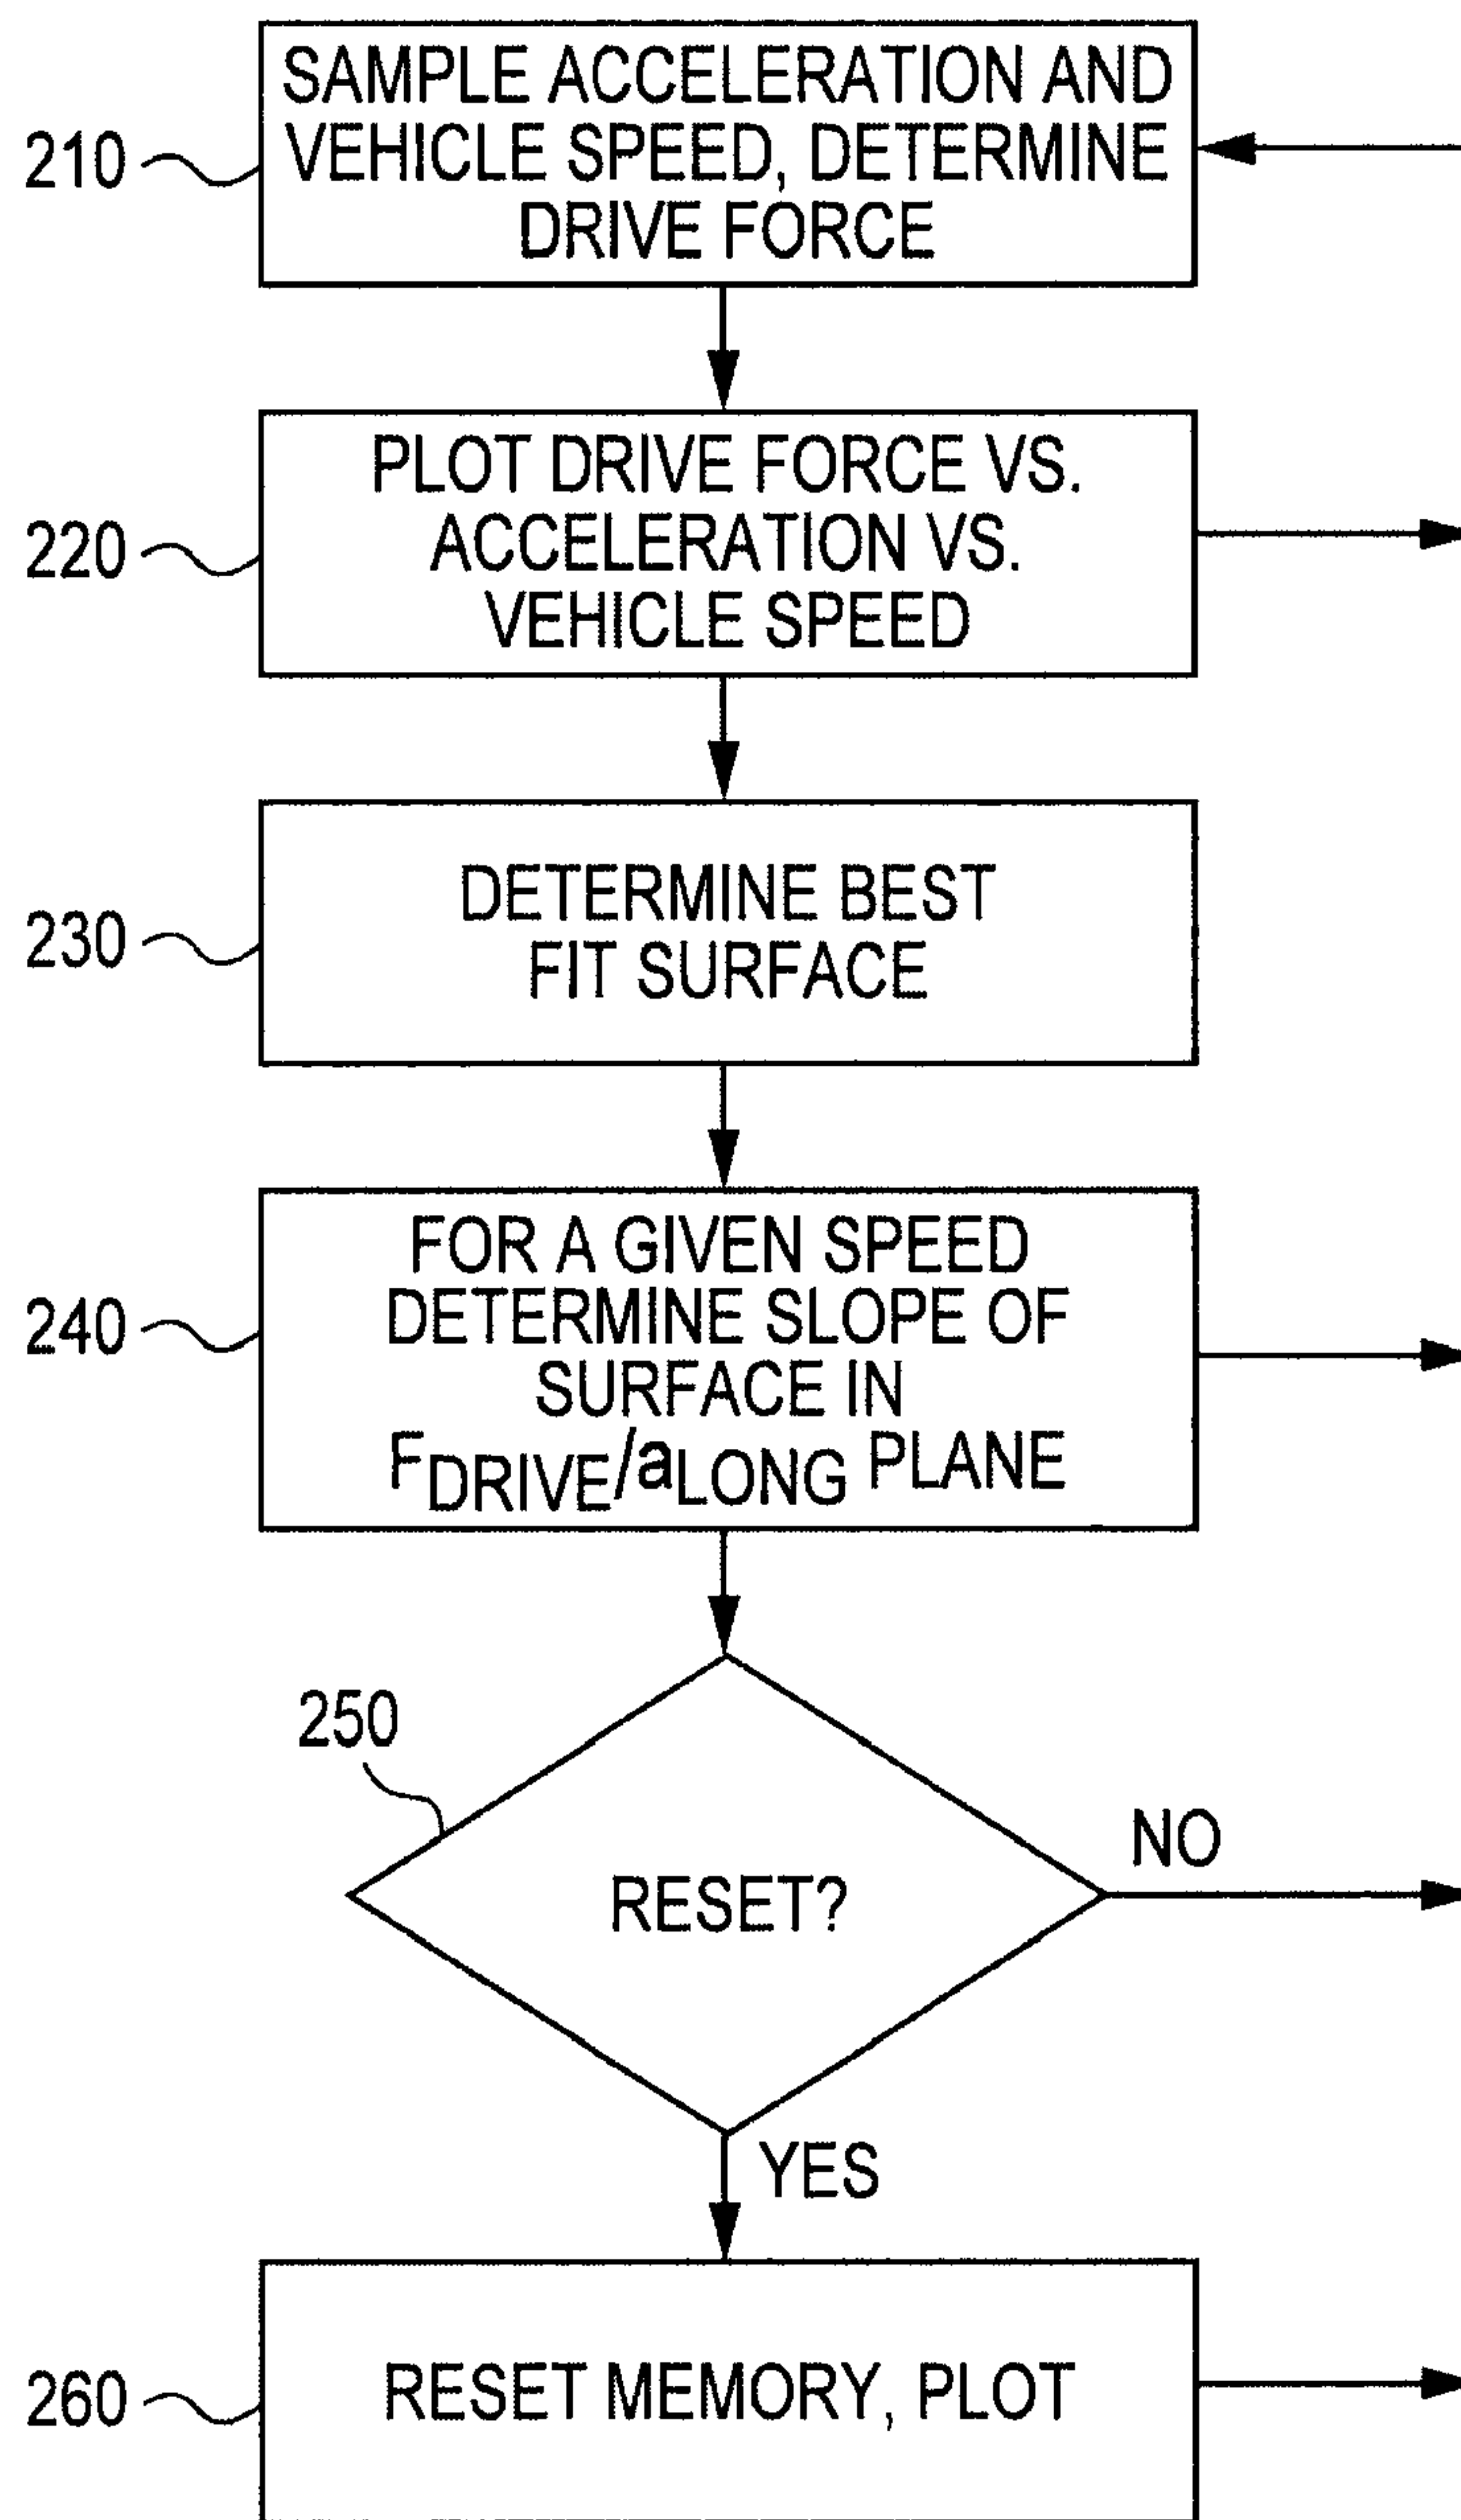 210
SAMPLE ACCELERATION AND
VEHICLE SPEED, DETERMINE
DRIVE FORCE
220
PLOT DRIVE FORCE VS.
ACCELERATION VS.
VEHICLE SPEED
230
DETERMINE BEST
FIT SURFACE
240
FOR A GIVEN SPEED
DETERMINE SLOPE OF
SURFACE IN
FDRIVE/aLONG PLANE
250
RESET?
NO
YES
260
RESET MEMORY, PLOT